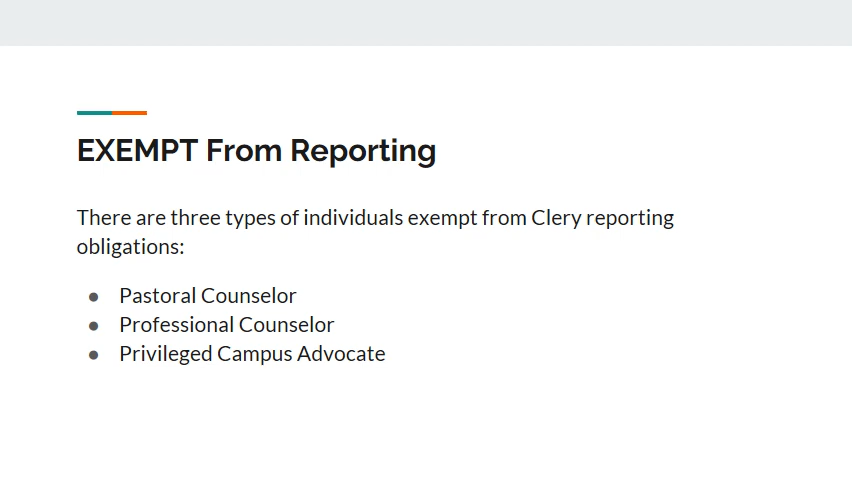 EXEMPT From Reporting
There are three types of individuals exempt from Clery reporting
obligations:
● Pastoral Counselor
● Professional Counselor
● Privileged Campus Advocate